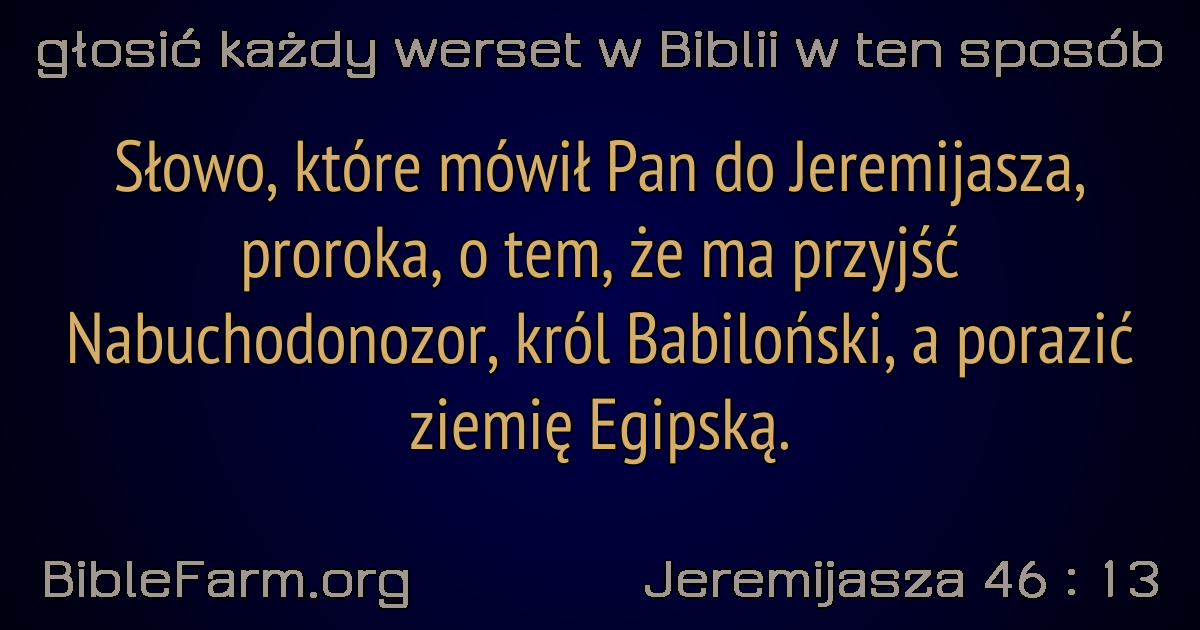 głosić każdy werset w Biblii w ten sposób
Słowo, które mówił Pan do Jeremijasza,
proroka, o tem, że ma przyjść
Nabuchodonozor, król Babiloński, a porazić
ziemię Egipską.
BibleFarm.org
Jeremijasza 46 : 13